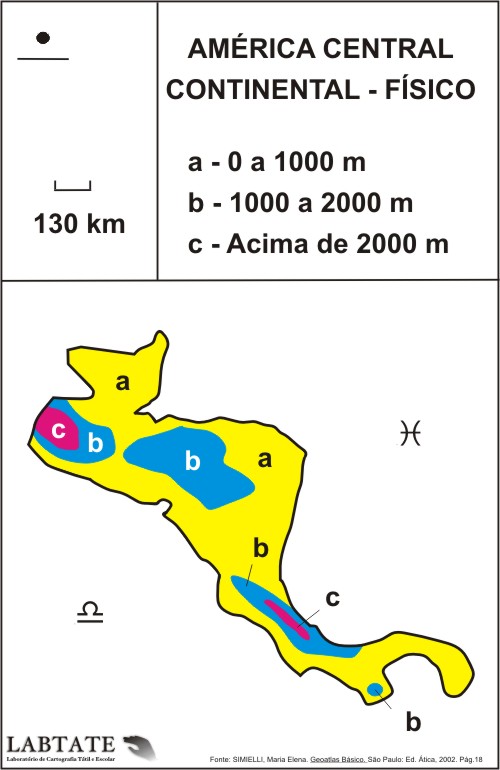 AMÉRICA CENTRAL
CONTINENTAL - FÍSICO
a - 0 a 1000 m
b - 1000 a 2000 m
c - Acima de 2000 m
130 km
a
c
b
b
a
b
c
b
♓
♎
LABTATE
Laboratório de Cartografia Tátil e Escolar
Fonte: SIMIELLI, Maria Elena. Geoatlas Básico, São Paulo: Ed. Ática, 2002. Pág.18